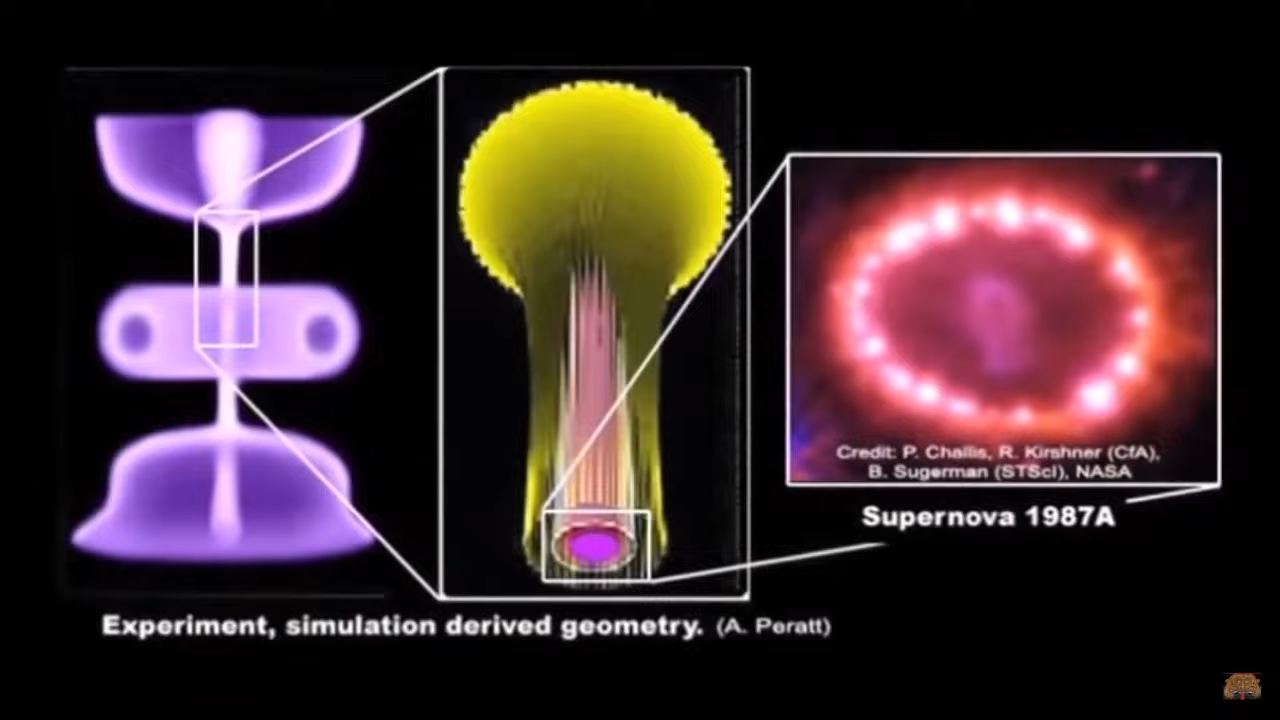 Credit: P. Challis, R. Kirshner (CfA),
B. Sugerman (STScI), NASA
Supernova 1987A
Experiment, simulation derived geometry. (A. Peratt)